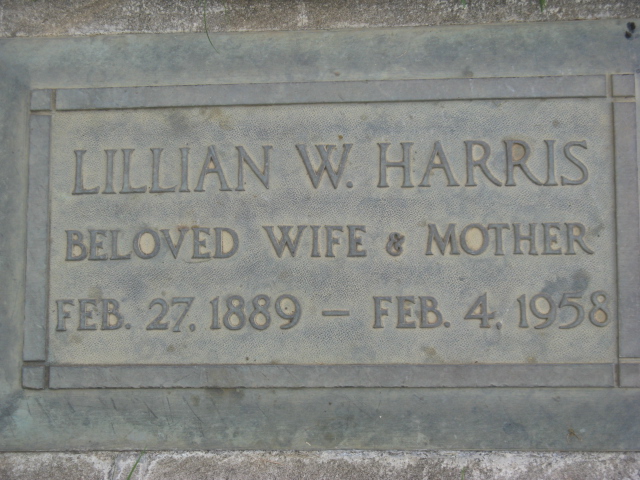 LILLIAN W. HARRIS
BELOVED WIFE & MOTHER
FEB. 27, 1889 – FEB. 4, 1958